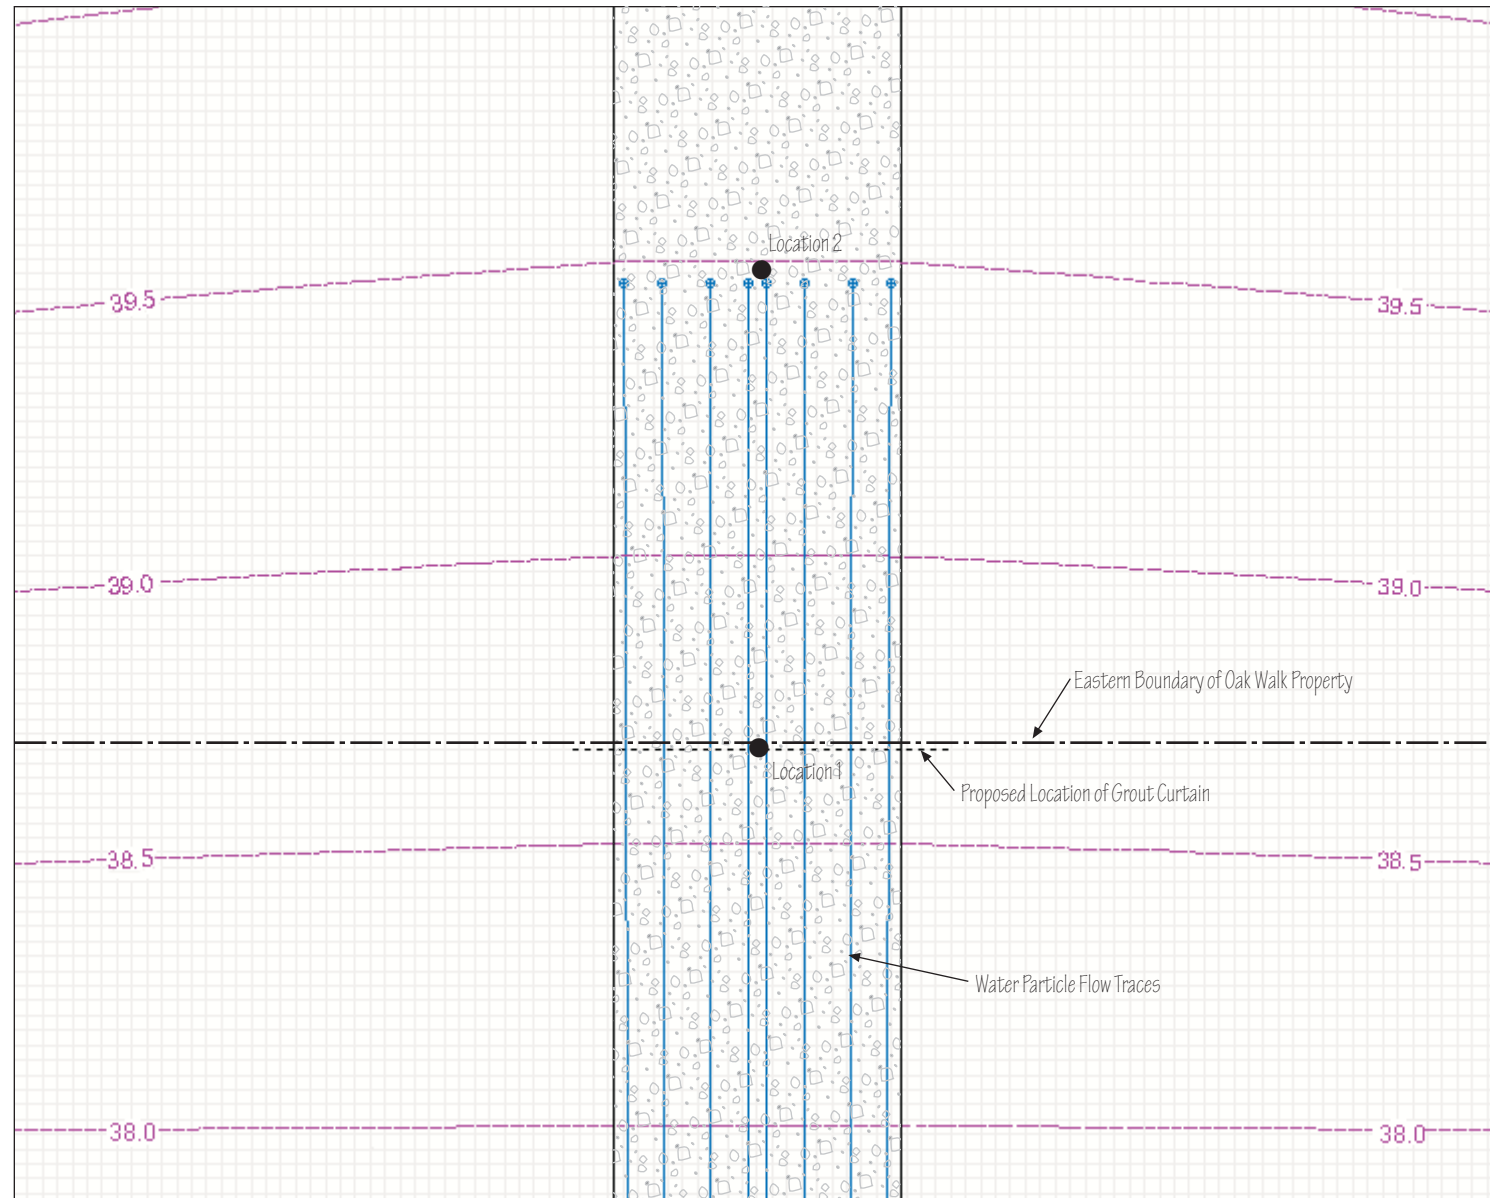 Location 2
39.5
39.5
39.0
39.0
Eastern Boundary of Oak Walk Property
Location 1
Proposed Location of Grout Curtain
38.5
38.5
Water Particle Flow Traces
38.0
38.0